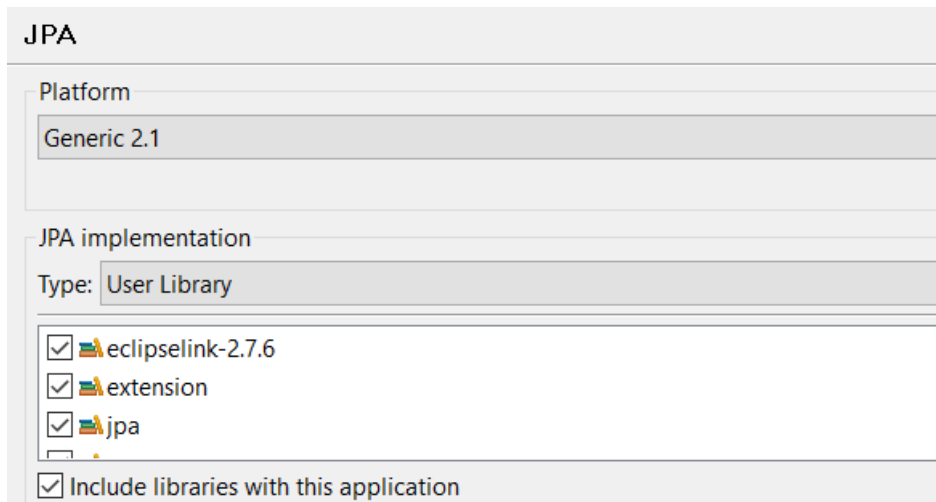 JPA
Platform
Generic 2.1
JPA implementation
Type: User Library
eclipselink-2.7.6
extension
jpa
Include libraries with this application